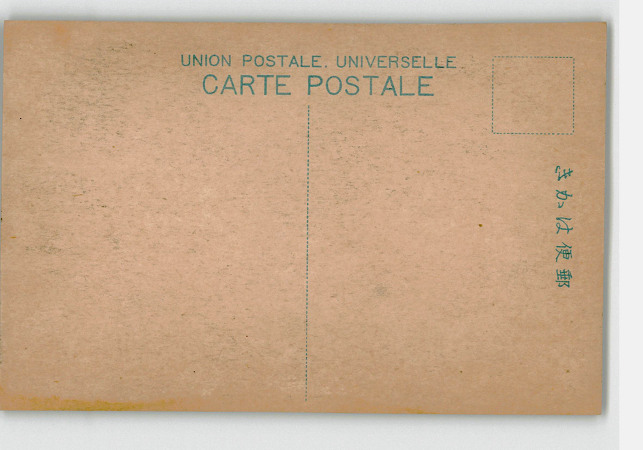 UNION POSTALE. UNIVERSELLE
CARTE POSTALE
郵便はかき